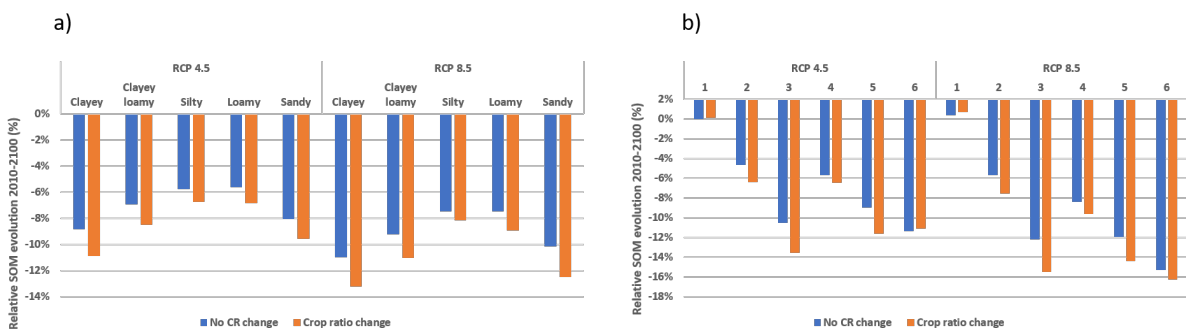 a)
RCP 4.5 RCP 8.5
Clayey Clayey loamy Silty Loamy Sandy Clayey Clayey loamy Silty Loamy Sandy
Relative SOM evolution 2010-2100 (%)
0%
-2%
-4%
-6%
-8%
-10%
-12%
-14%
No CR change Crop ratio change
b)
RCP 4.5 RCP 8.5
1 2 3 4 5 6 1 2 3 4 5 6
Relative SOM evolution 2010-2100 (%)
2%
0%
-2%
-4%
-6%
-8%
-10%
-12%
-14%
-16%
-18%
No CR change Crop ratio change